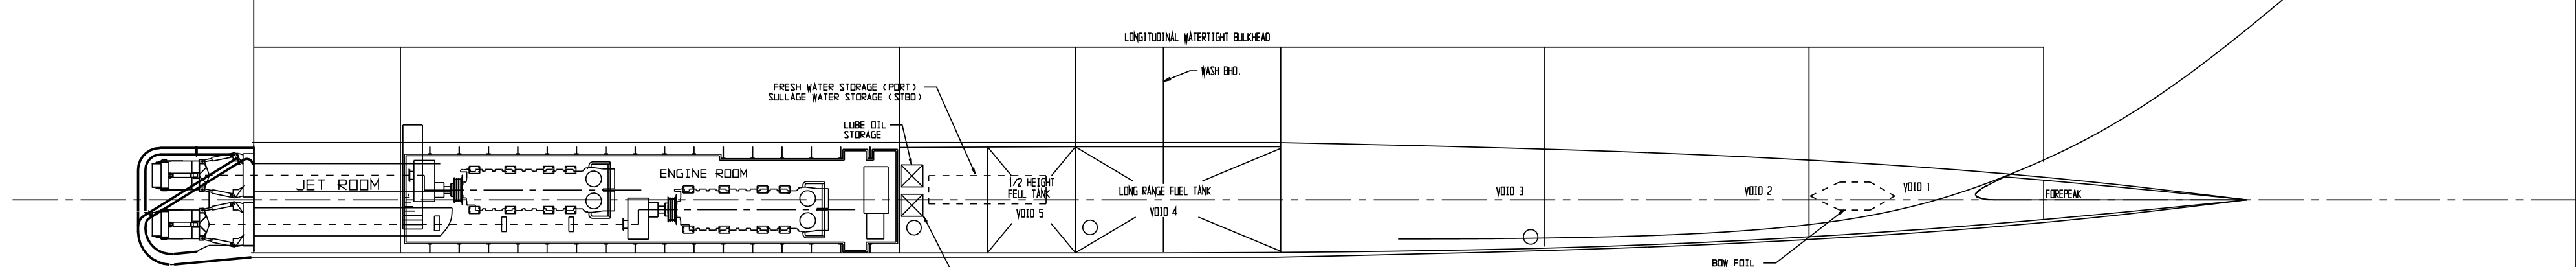 LONGITUDINAL WATERTIGHT BULKHEAD
WASH BHD.
FRESH WATER STORAGE (PORT)
SULLAGE WATER STORAGE (STBD)
LUBE OIL
STORAGE
JET ROOM
ENGINE ROOM
1/2 HEIGHT
FEUL TANK
VOID 5
LONG RANGE FUEL TANK
VOID 4
VOID 3
VOID 2
VOID 1
FOREPEAK
BOW FOIL